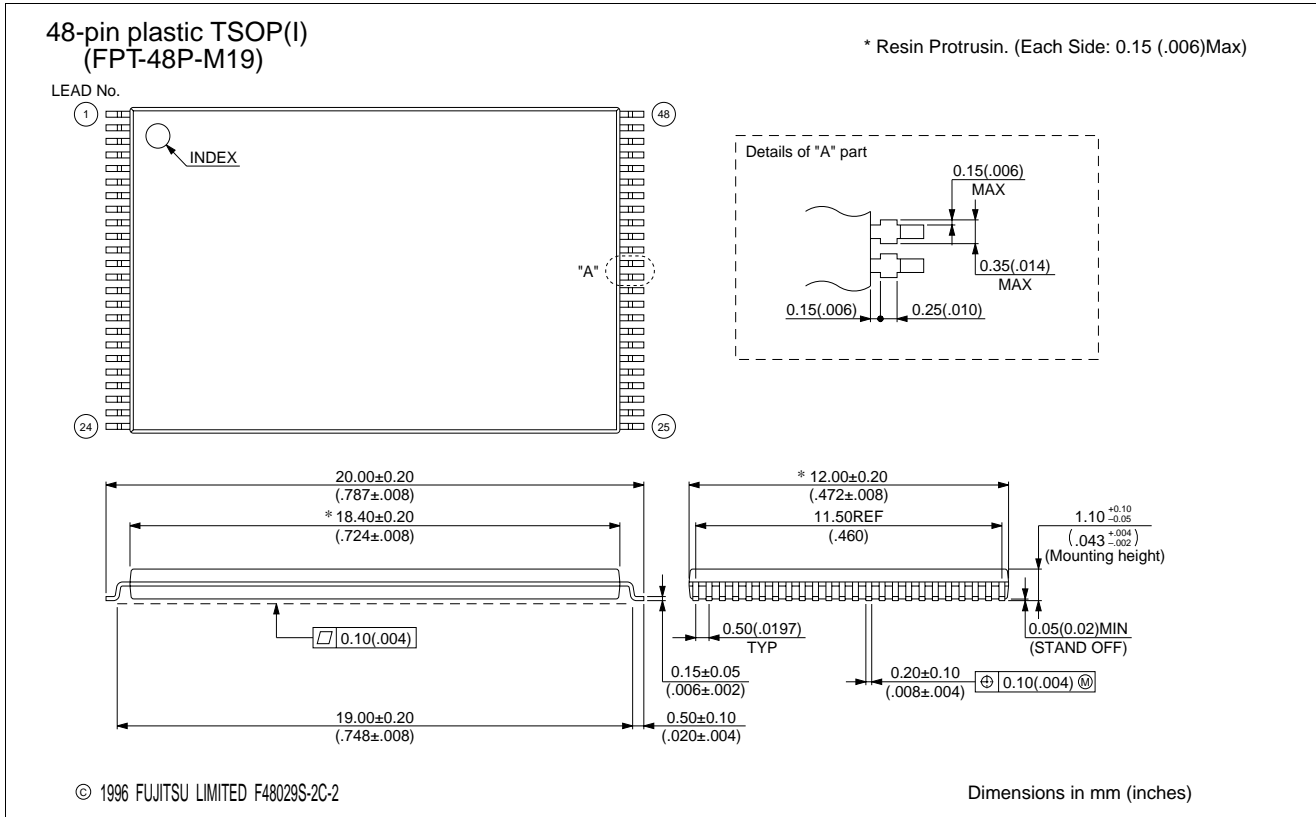 48-pin plastic TSOP(I)
(FPT-48P-M19)
* Resin Protrusin. (Each Side: 0.15 (.006)Max)
LEAD No.
1
48
INDEX
"A"
24
25
Details of "A" part
0.15(.006)
MAX
0.35(.014)
MAX
0.15(.006)
0.25(.010)
20.00±0.20
(.787±.008)
* 18.40±0.20
(.724±.008)
* 12.00±0.20
(.472±.008)
11.50REF
(.460)
1.10 +0.10 –0.05
(.043 +.004 –.002)
(Mounting height)
0.10(.004)
0.50(.0197)
TYP
0.05(0.02)MIN
(STAND OFF)
0.15±0.05
(.006±.002)
0.20±0.10
(.008±.004)
⌖ 0.10(.004) Ⓜ
19.00±0.20
(.748±.008)
0.50±0.10
(.020±.004)
© 1996 FUJITSU LIMITED F48029S-2C-2
Dimensions in mm (inches)